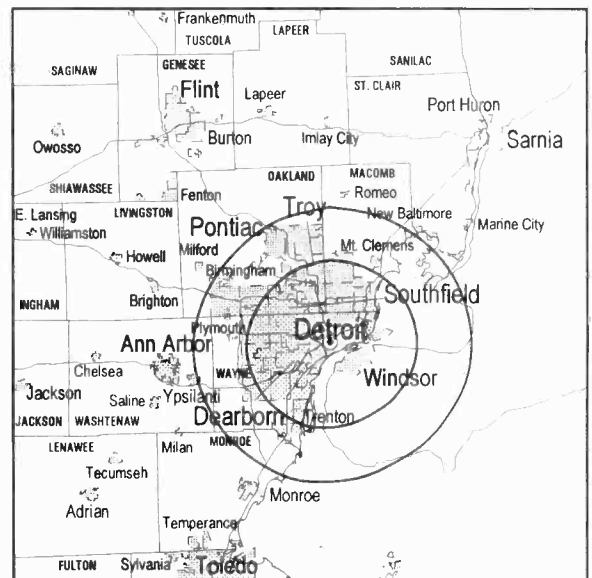 Frankenmuth
TUSCOLA
LAPEER
SAGINAW
GENESEE
SANILAC
Flint
Lapeer
ST. CLAIR
Port Huron
Owosso
Burton
Imlay City
Sarnia
SHIAWASSEE
Fenton
OAKLAND
MACOMB
Romeo
E. Lansing
Williamston
LIVINGSTON
Pontiac
Troy
New Baltimore
Marine City
Howell
Milford
Mt. Clemens
Birmingham
INGHAM
Brighton
Southfield
Plymouth
Detroit
Ann Arbor
Chelsea
WAYNE
Windsor
Jackson
Saline
Ypsilanti
JACKSON
WASHTENAW
Dearborn
Trenton
LENAWEE
Milan
MONROE
Tecumseh
Adrian
Monroe
Temperance
FULTON
Sylvania
Toledo